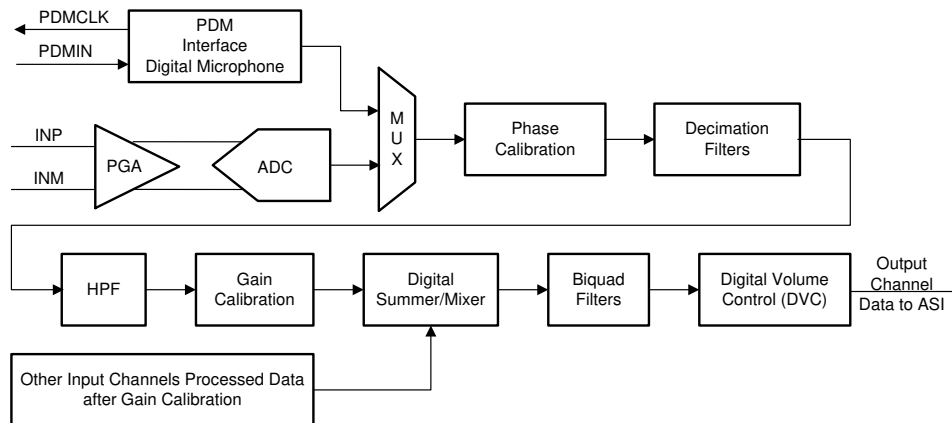 PDMCLK
PDMIN
PDM
Interface
Digital Microphone
INP
INM
PGA
ADC
M
U
X
Phase
Calibration
Decimation
Filters
HPF
Gain
Calibration
Digital
Summer/Mixer
Biquad
Filters
Digital Volume
Control (DVC)
Output
Channel
Data to ASI
Other Input Channels Processed Data
after Gain Calibration